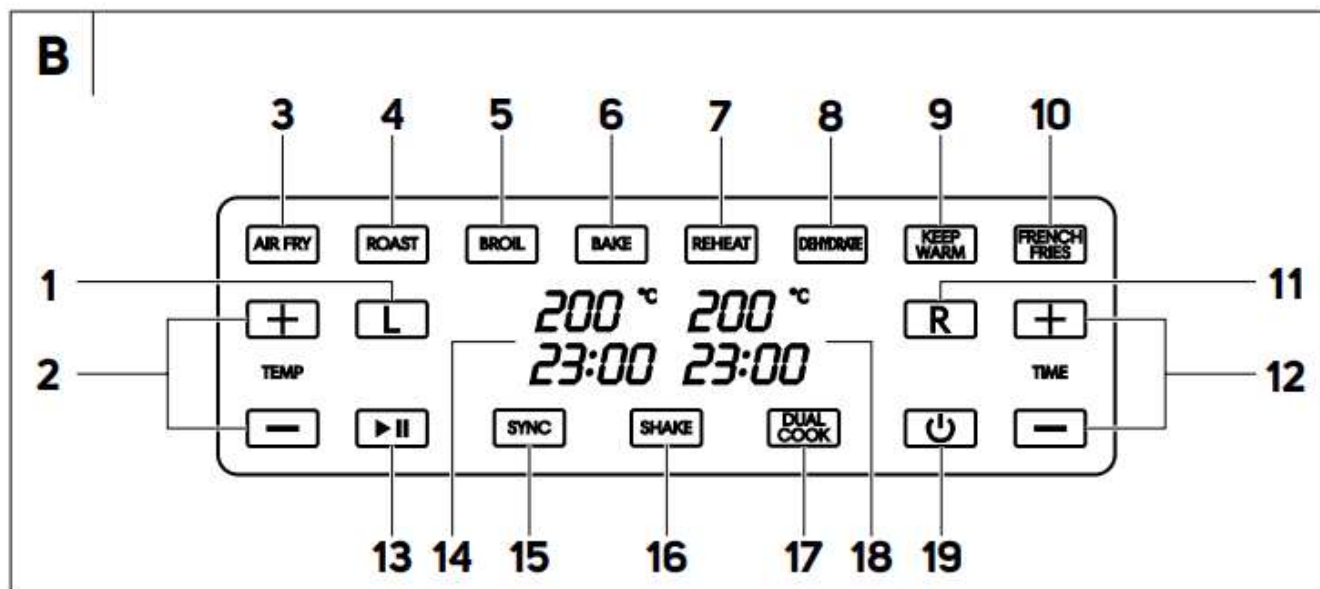 B
3 4 5 6 7 8 9 10
AIR FRY ROAST BROIL BAKE REHEAT DEHYDRATE KEEP WARM FRENCH FRIES
1 + L 200 °C 200 °C R + 11
2 TEMP 23:00 23:00 TIME 12
− SYNC SHAKE DUAL COOK −
13 14 15 16 17 18 19